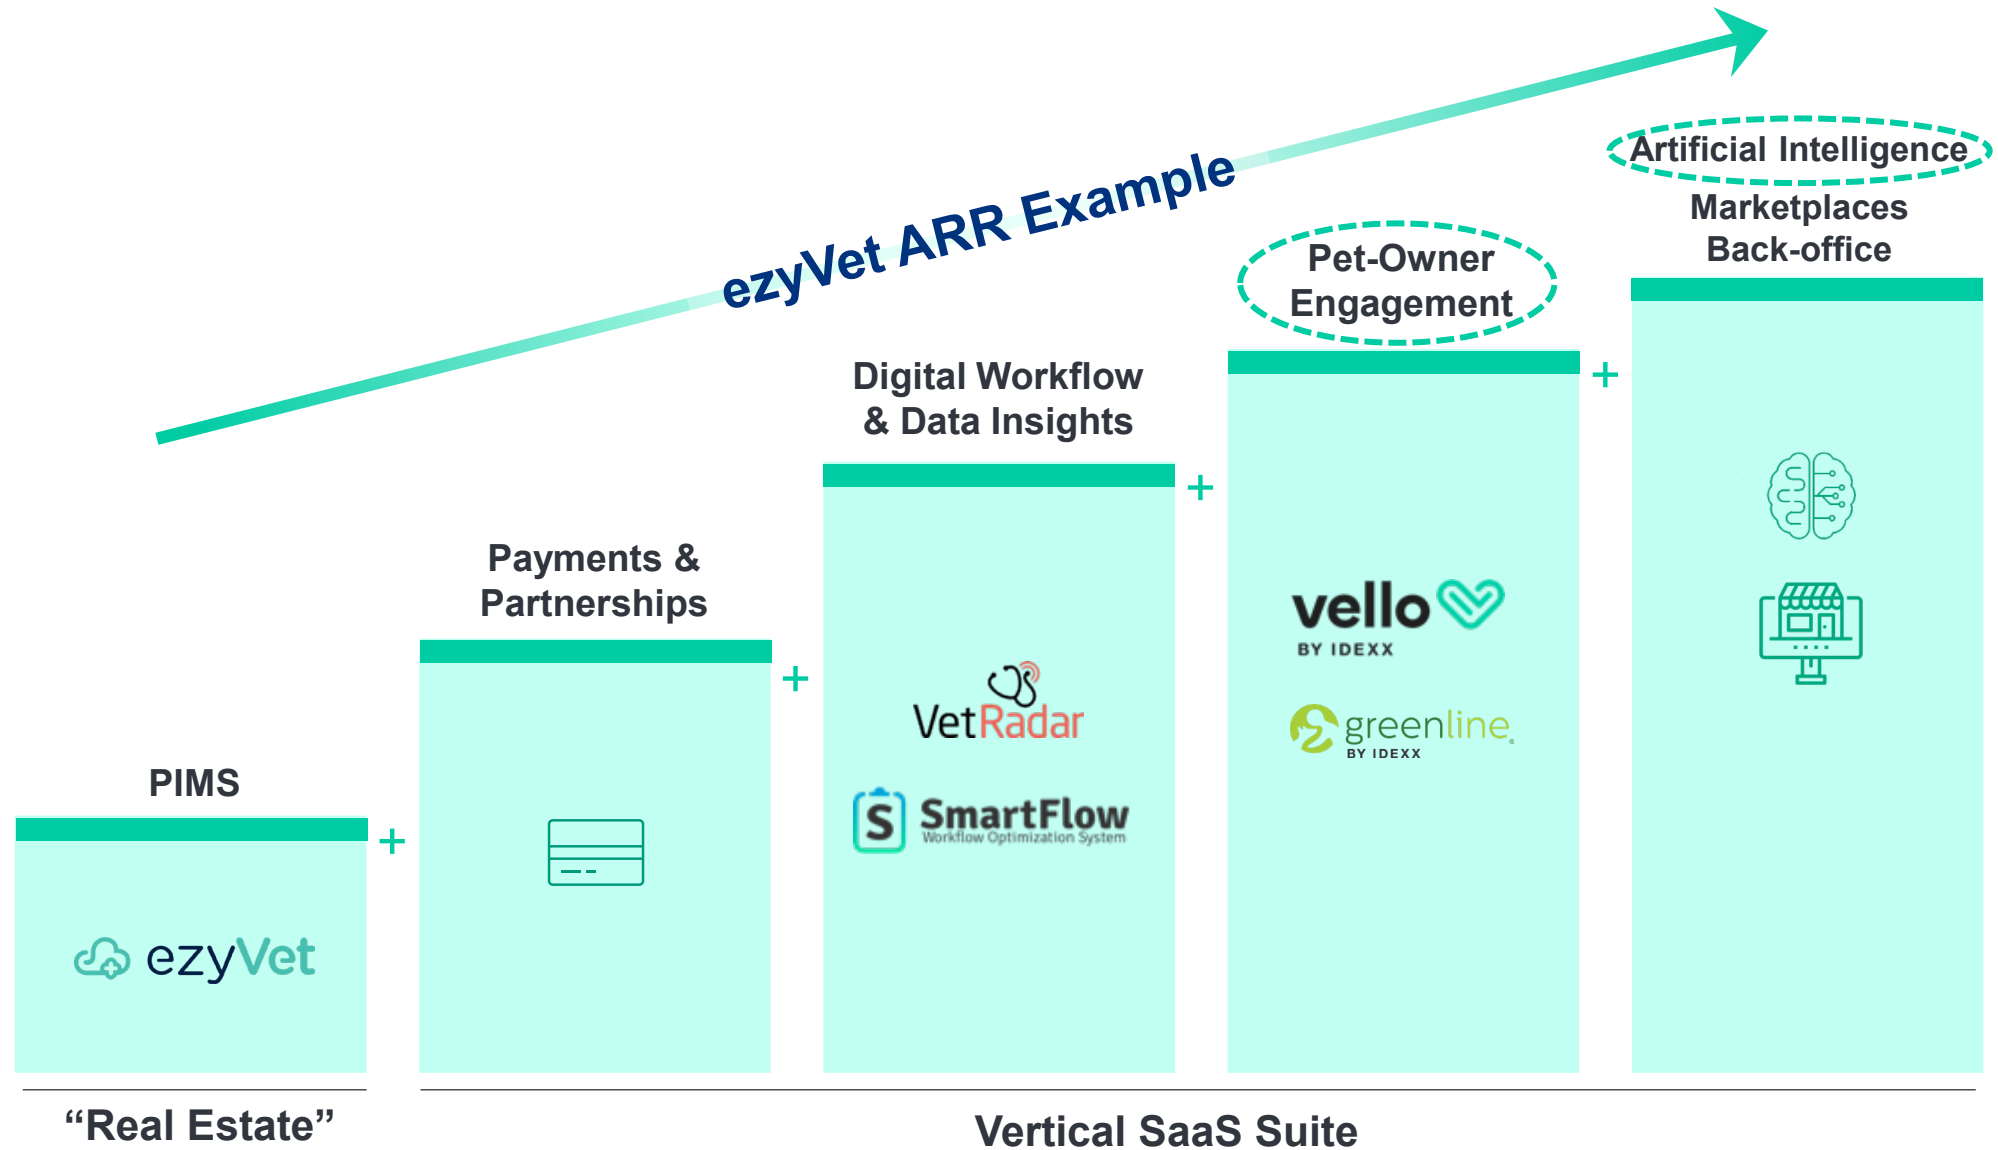 ezyVet ARR Example
Artificial Intelligence
Marketplaces
Back-office
Pet-Owner
Engagement
Digital Workflow
& Data Insights
Payments &
Partnerships
PIMS
+
+
+
+
ezyVet
VetRadar
SmartFlow
Workflow Optimization System
vello
BY IDEXX
greenline
BY IDEXX
“Real Estate”
Vertical SaaS Suite